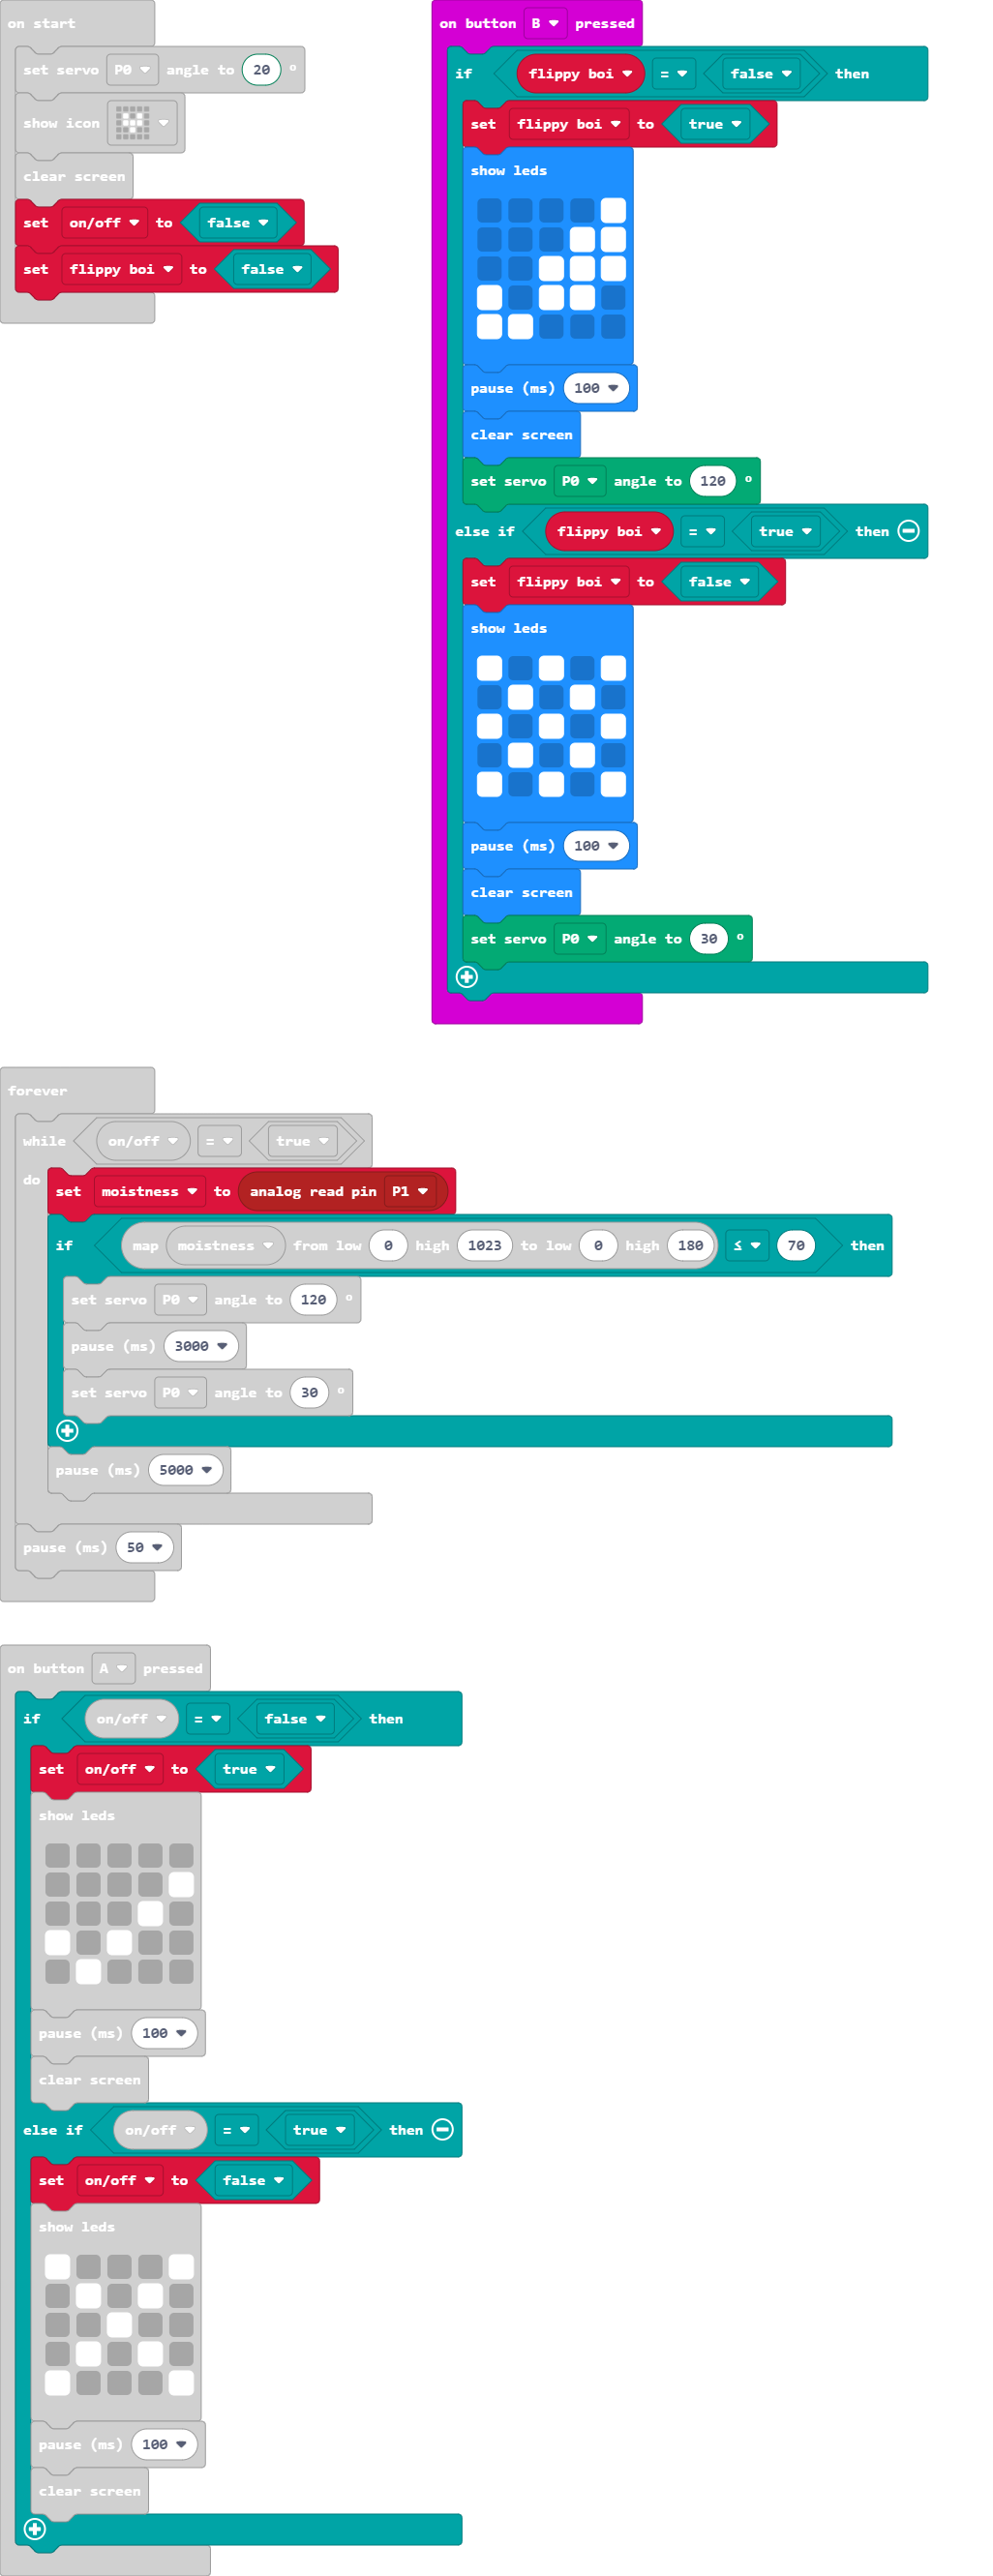 on start
set servo P0 angle to 20 °
show icon
clear screen
set on/off to false
set flippy boi to false
on button B pressed
if flippy boi = false then
set flippy boi to true
show leds
pause (ms) 100
clear screen
set servo P0 angle to 120 °
else if flippy boi = true then
set flippy boi to false
show leds
pause (ms) 100
clear screen
set servo P0 angle to 30 °
forever
while on/off = true
do set moistness to analog read pin P1
if map moistness from low 0 high 1023 to low 0 high 180 ≤ 70 then
set servo P0 angle to 120 °
pause (ms) 3000
set servo P0 angle to 30 °
pause (ms) 5000
pause (ms) 50
on button A pressed
if on/off = false then
set on/off to true
show leds
pause (ms) 100
clear screen
else if on/off = true then
set on/off to false
show leds
pause (ms) 100
clear screen